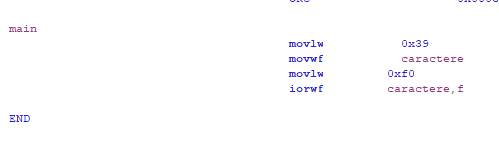 main
movlw 0x39
movwf caractere
movlw 0xf0
iorwf caractere,f
END